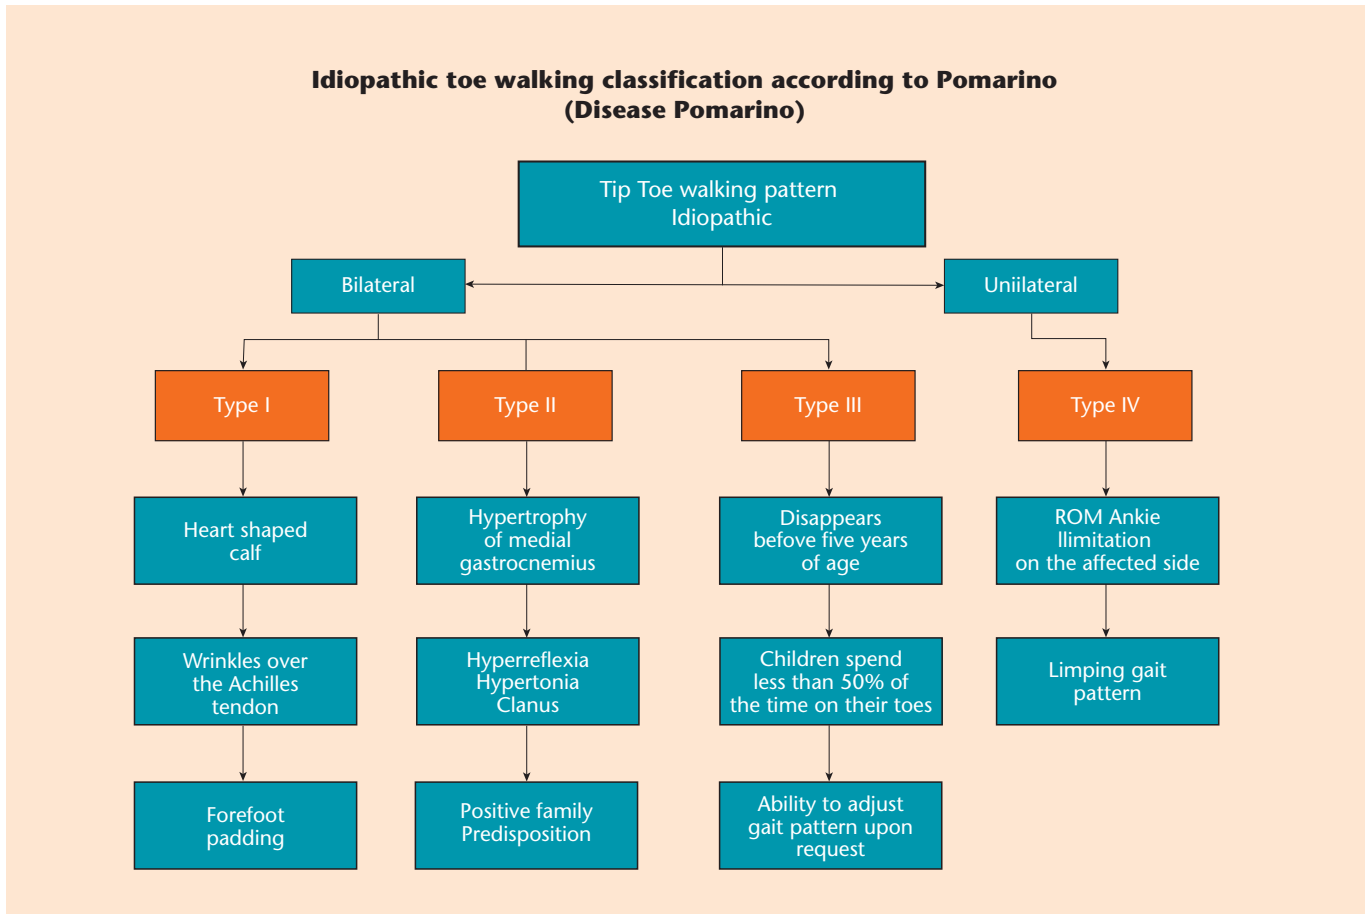 Idiopathic toe walking classification according to Pomarino
(Disease Pomarino)
Tip Toe walking pattern
Idiopathic
Bilateral
Uniilateral
Type I
Type II
Type III
Type IV
Heart shaped
calf
Hypertrophy
of medial
gastrocnemius
Disappears
befove five years
of age
ROM Ankie
Llimitation
on the affected side
Wrinkles over
the Achilles
tendon
Hyperreflexia
Hypertonia
Clanus
Children spend
less than 50% of
the time on their toes
Limping gait
pattern
Forefoot
padding
Positive family
Predisposition
Ability to adjust
gait pattern upon
request